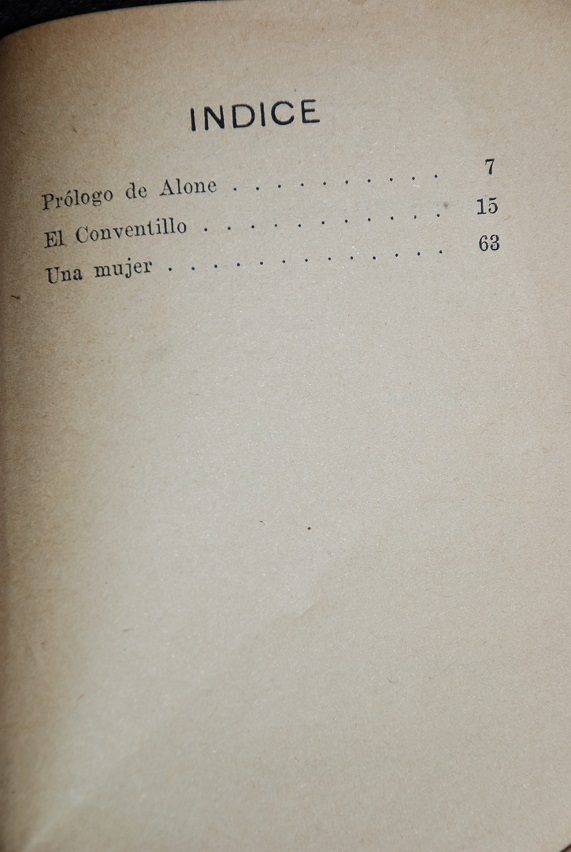 INDICE
Prólogo de Alone . . . . . . . . . . 7
El Conventillo . . . . . . . . . . . 15
Una mujer . . . . . . . . . . . . . 63